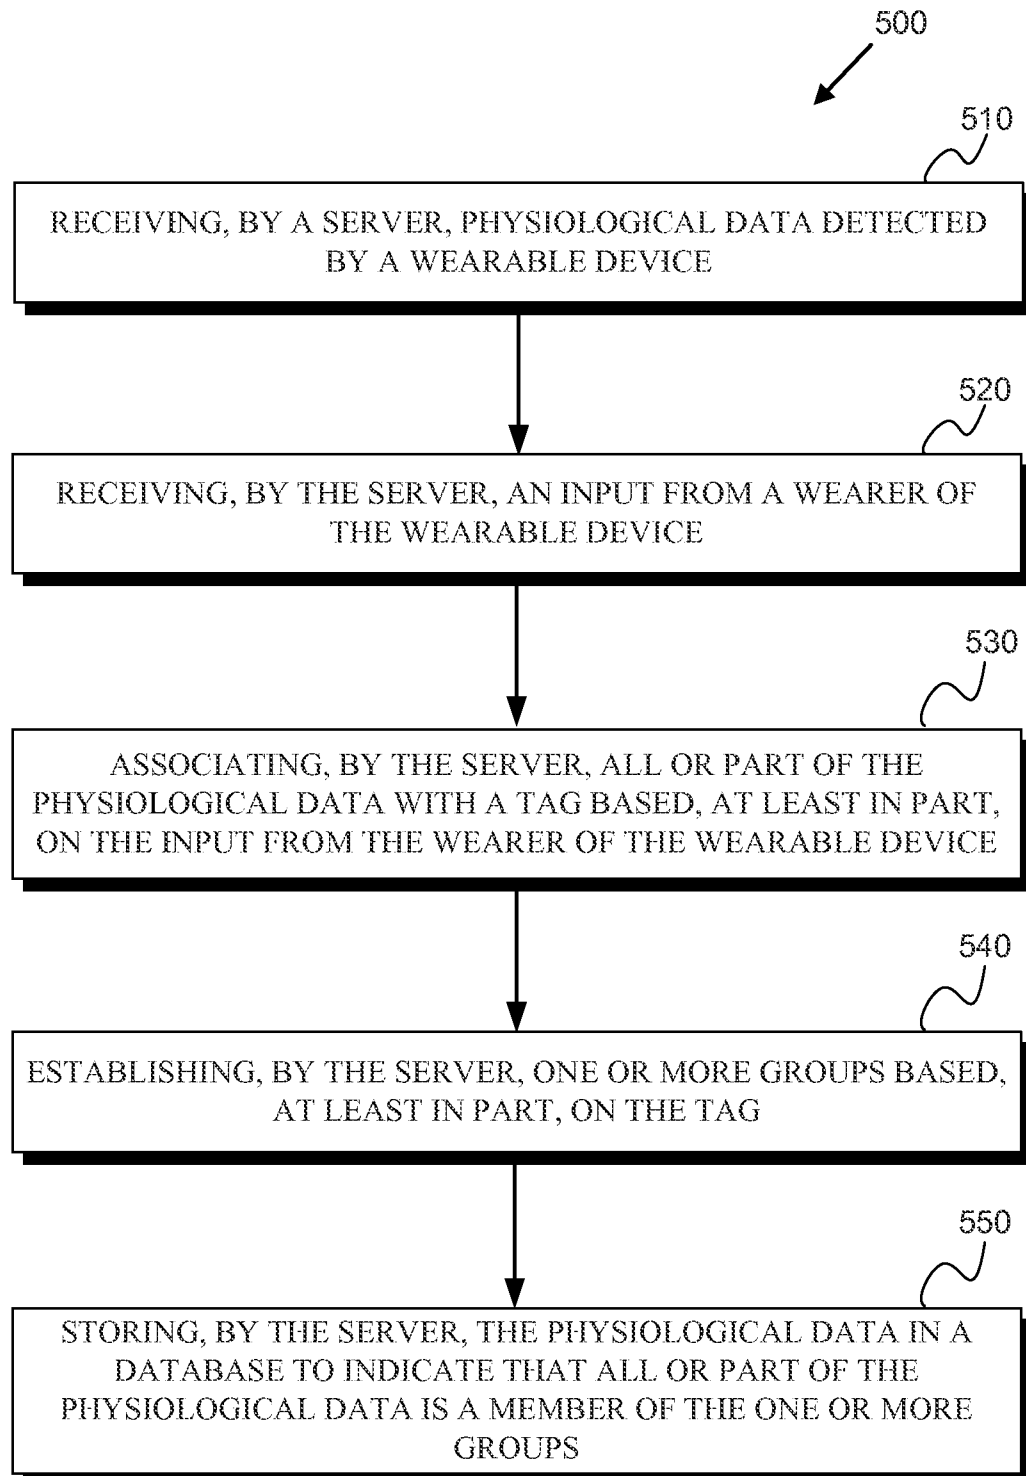 500
510
RECEIVING, BY A SERVER, PHYSIOLOGICAL DATA DETECTED
BY A WEARABLE DEVICE
520
RECEIVING, BY THE SERVER, AN INPUT FROM A WEARER OF
THE WEARABLE DEVICE
530
ASSOCIATING, BY THE SERVER, ALL OR PART OF THE
PHYSIOLOGICAL DATA WITH A TAG BASED, AT LEAST IN PART,
ON THE INPUT FROM THE WEARER OF THE WEARABLE DEVICE
540
ESTABLISHING, BY THE SERVER, ONE OR MORE GROUPS BASED,
AT LEAST IN PART, ON THE TAG
550
STORING, BY THE SERVER, THE PHYSIOLOGICAL DATA IN A
DATABASE TO INDICATE THAT ALL OR PART OF THE
PHYSIOLOGICAL DATA IS A MEMBER OF THE ONE OR MORE
GROUPS